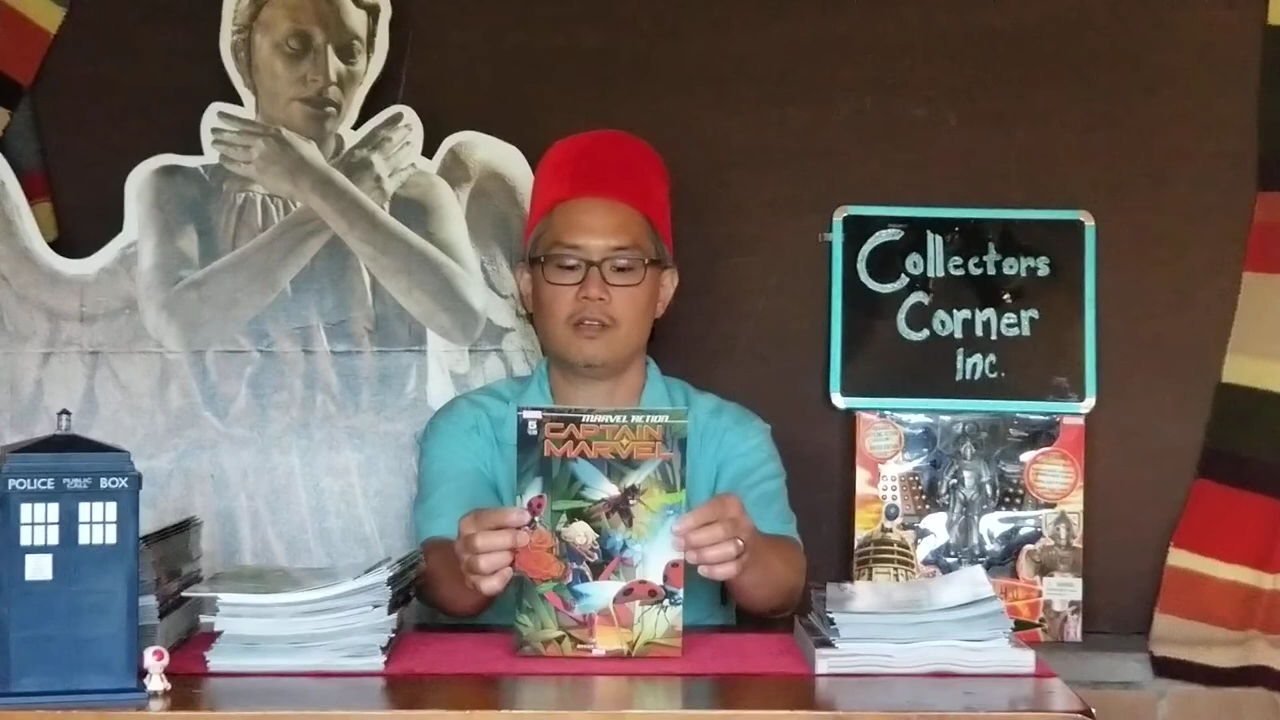 Collectors
Corner
Inc.
MARVEL ACTION
5
CAPTAIN
MARVEL
POLICE PUBLIC CALL BOX